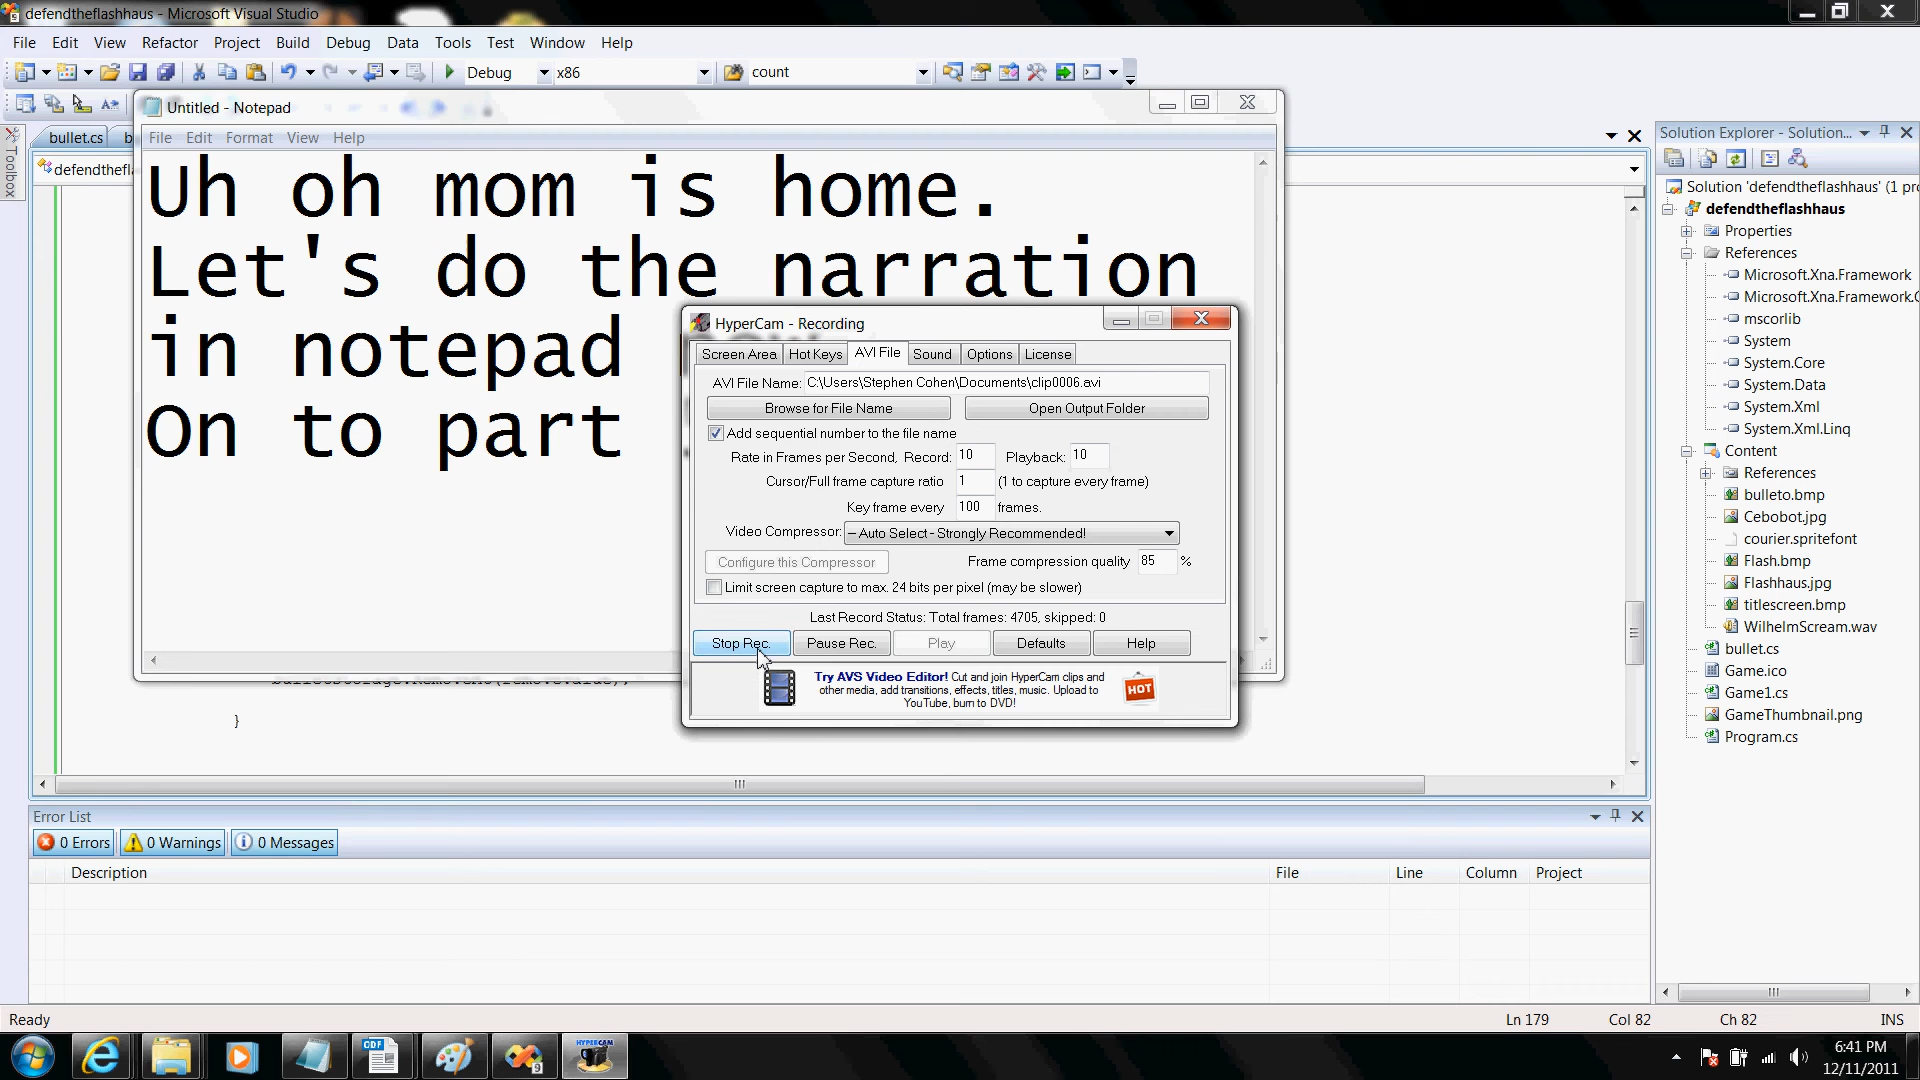 defendtheflashhaus - Microsoft Visual Studio
File Edit View Refactor Project Build Debug Data Tools Test Window Help
Debug x86 count
Untitled - Notepad
bullet.cs
File Edit Format View Help
Toolbox
Uh oh mom is home.
Let's do the narration
in notepad
On to part
HyperCam - Recording
Screen Area Hot Keys AVI File Sound Options License
AVI File Name: C:\Users\Stephen Cohen\Documents\clip0006.avi
Browse for File Name Open Output Folder
Add sequential number to the file name
Rate in Frames per Second, Record: 10 Playback: 10
Cursor/Full frame capture ratio 1 (1 to capture every frame)
Key frame every 100 frames.
Video Compressor: -- Auto Select - Strongly Recommended!
Configure this Compressor Frame compression quality 85 %
Limit screen capture to max. 24 bits per pixel (may be slower)
Last Record Status: Total frames: 4705, skipped: 0
Stop Rec. Pause Rec. Play Defaults Help
Try AVS Video Editor! Cut and join HyperCam clips and
other media, add transitions, effects, titles, music. Upload to
YouTube, burn to DVD!
HOT
}
Solution Explorer - Solution...
Solution 'defendtheflashhaus' (1 pr
defendtheflashhaus
Properties
References
Microsoft.Xna.Framework
Microsoft.Xna.Framework.
mscorlib
System
System.Core
System.Data
System.Xml
System.Xml.Linq
Content
References
bulleto.bmp
Cebobot.jpg
courier.spritefont
Flash.bmp
Flashhaus.jpg
titlescreen.bmp
WilhelmScream.wav
bullet.cs
Game.ico
Game1.cs
GameThumbnail.png
Program.cs
Error List
0 Errors 0 Warnings 0 Messages
Description File Line Column Project
Ready Ln 179 Col 82 Ch 82 INS
6:41 PM
12/11/2011